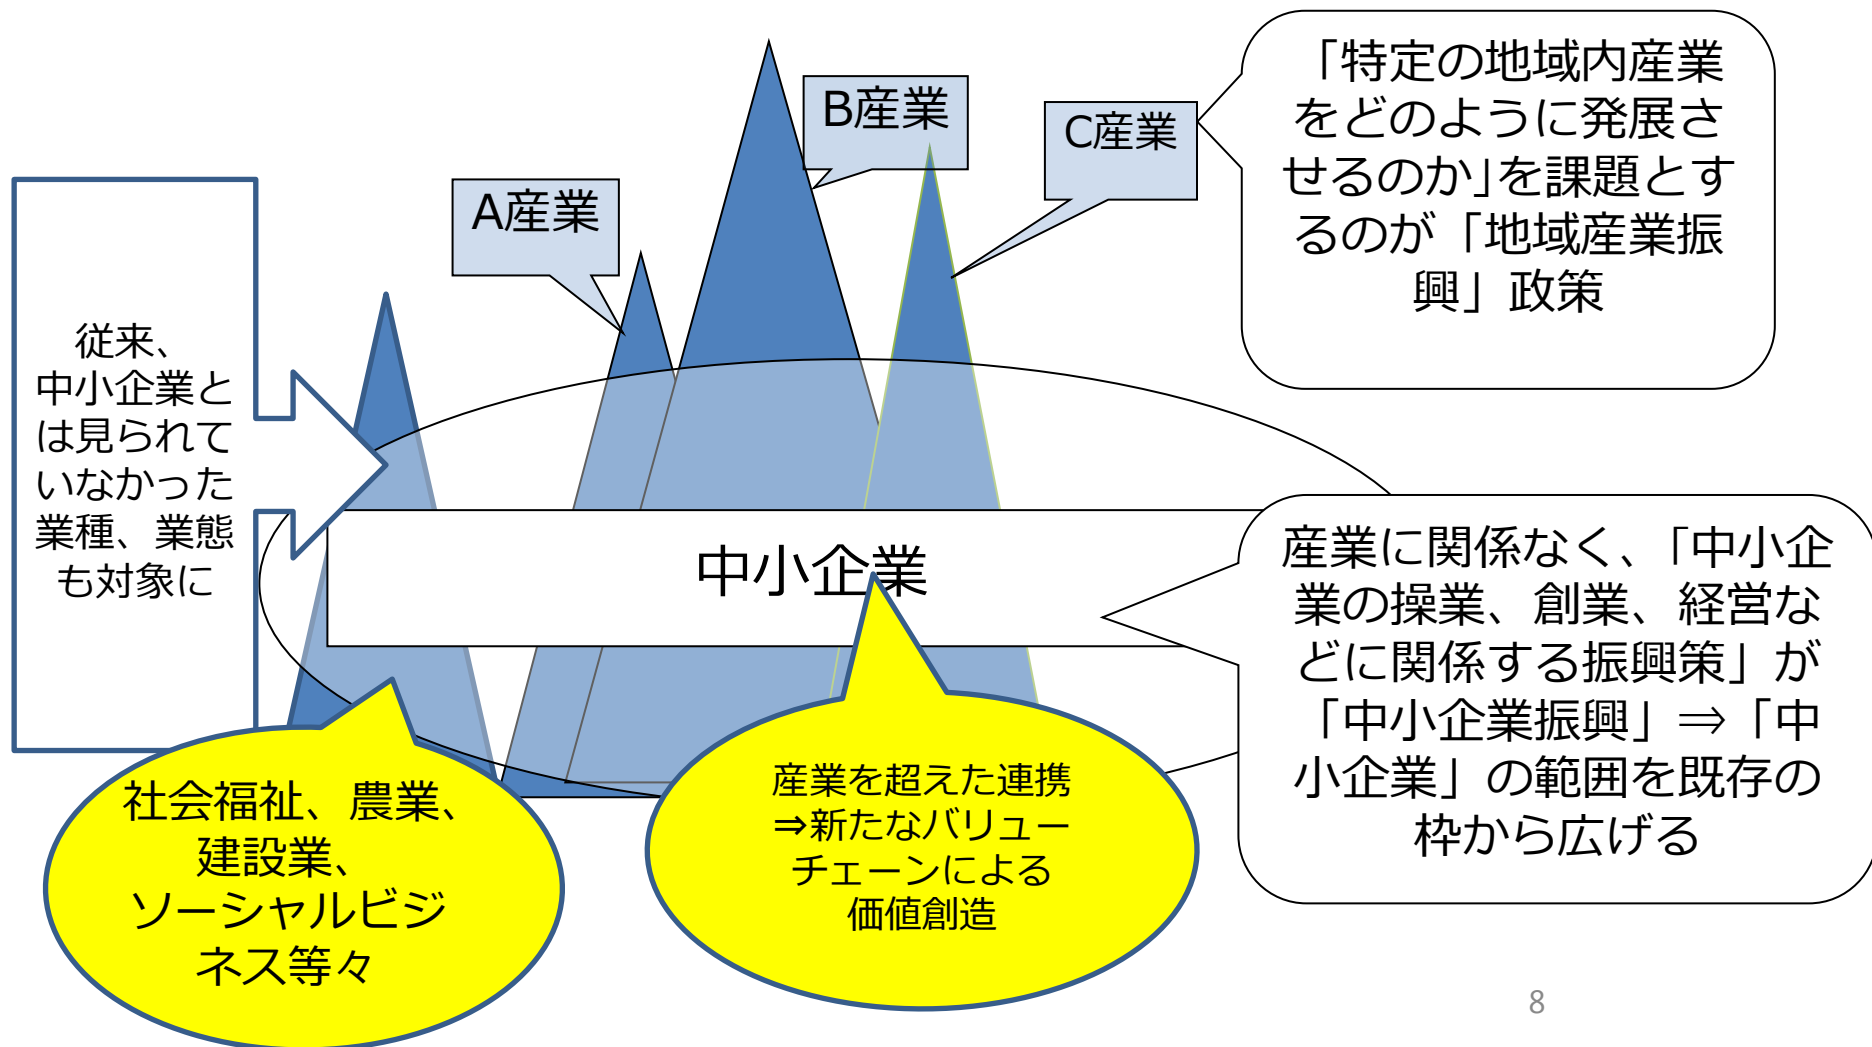 「特定の地域内産業
をどのように発展さ
せるのか」を課題とす
るのが「地域産業振
興」政策
B産業
C産業
A産業
従来、
中小企業と
は見られて
いなかった
業種、業態
も対象に
中小企業
産業に関係なく、「中小企
業の操業、創業、経営な
どに関係する振興策」が
「中小企業振興」⇒「中
小企業」の範囲を既存の
枠から広げる
社会福祉、農業、
建設業、
ソーシャルビジ
ネス等々
産業を超えた連携
⇒新たなバリュー
チェーンによる
価値創造
8